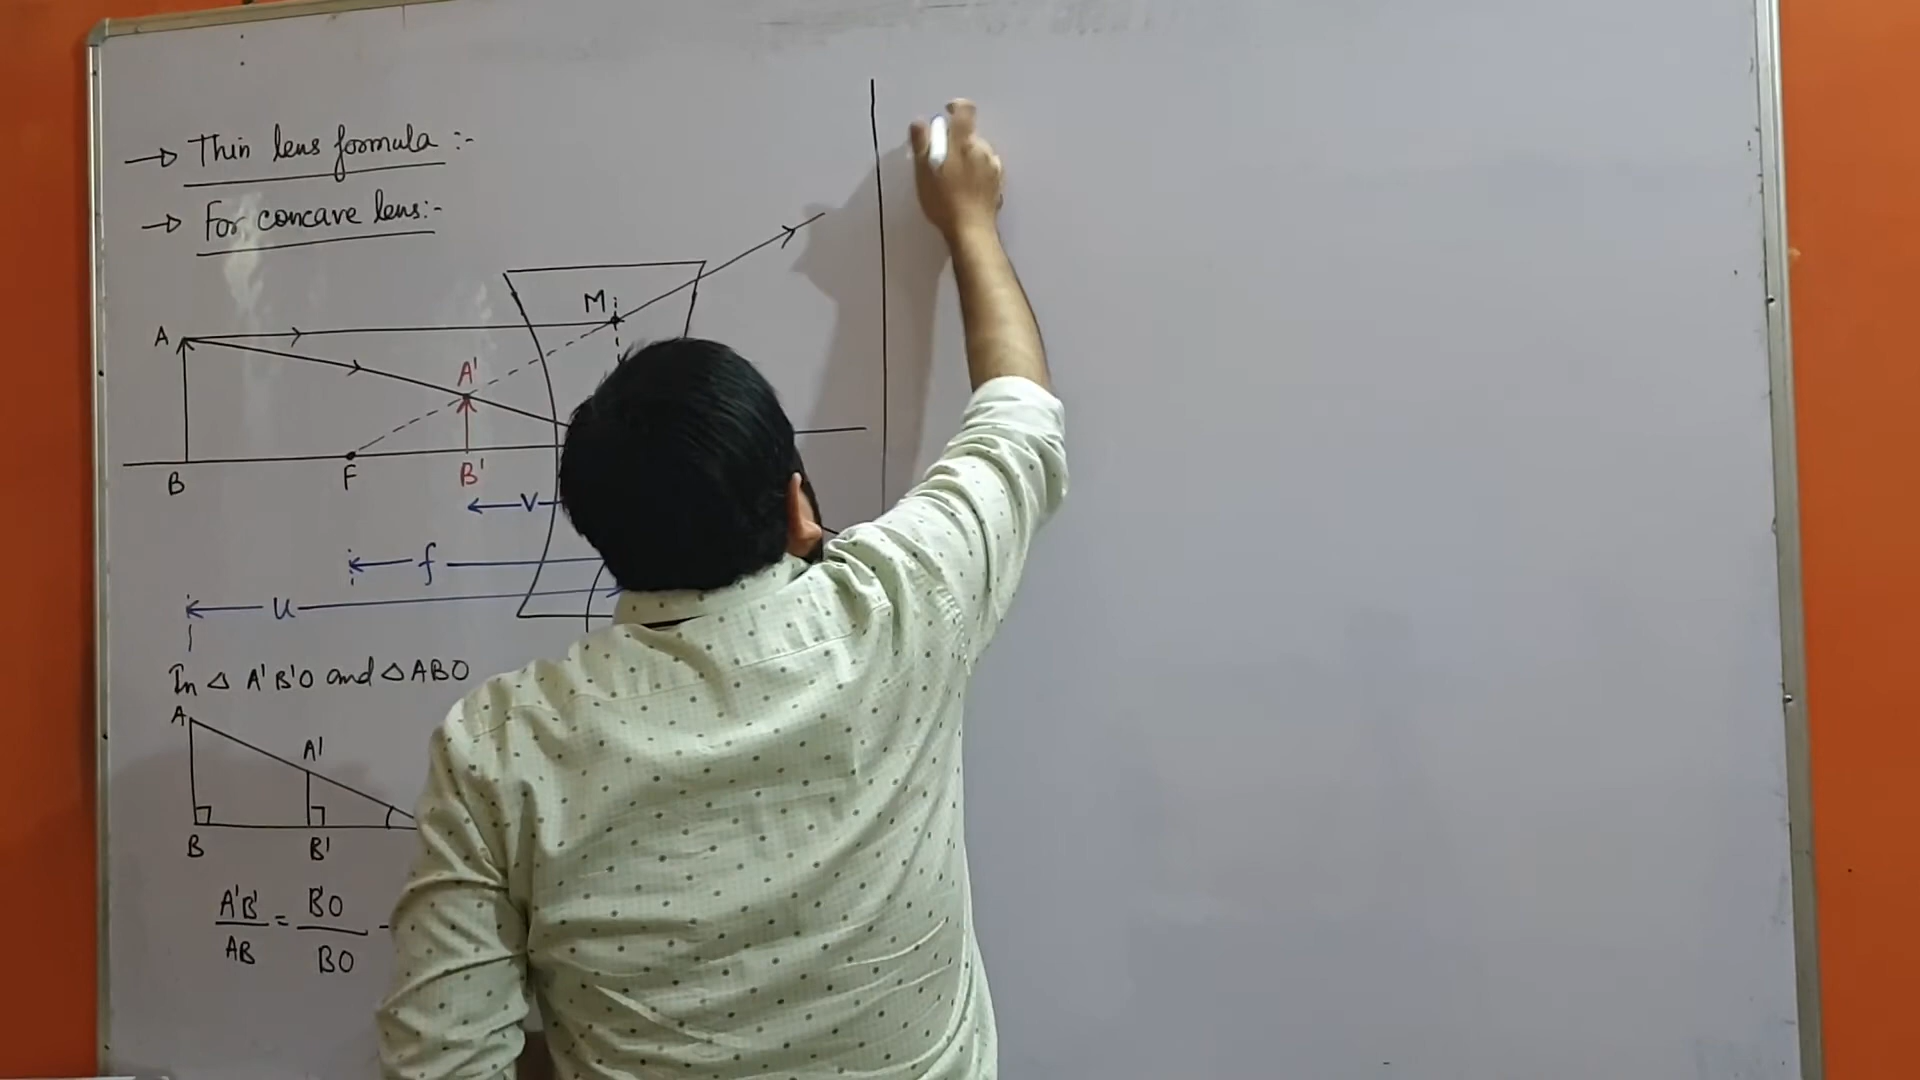 → Thin lens formula :-
→ For concave lens:-
M
A
A'
B
F
B'
v
f
u
In △ A'B'O and △ ABO
A
A'
B
B'
A'B'/AB = B'O/BO -